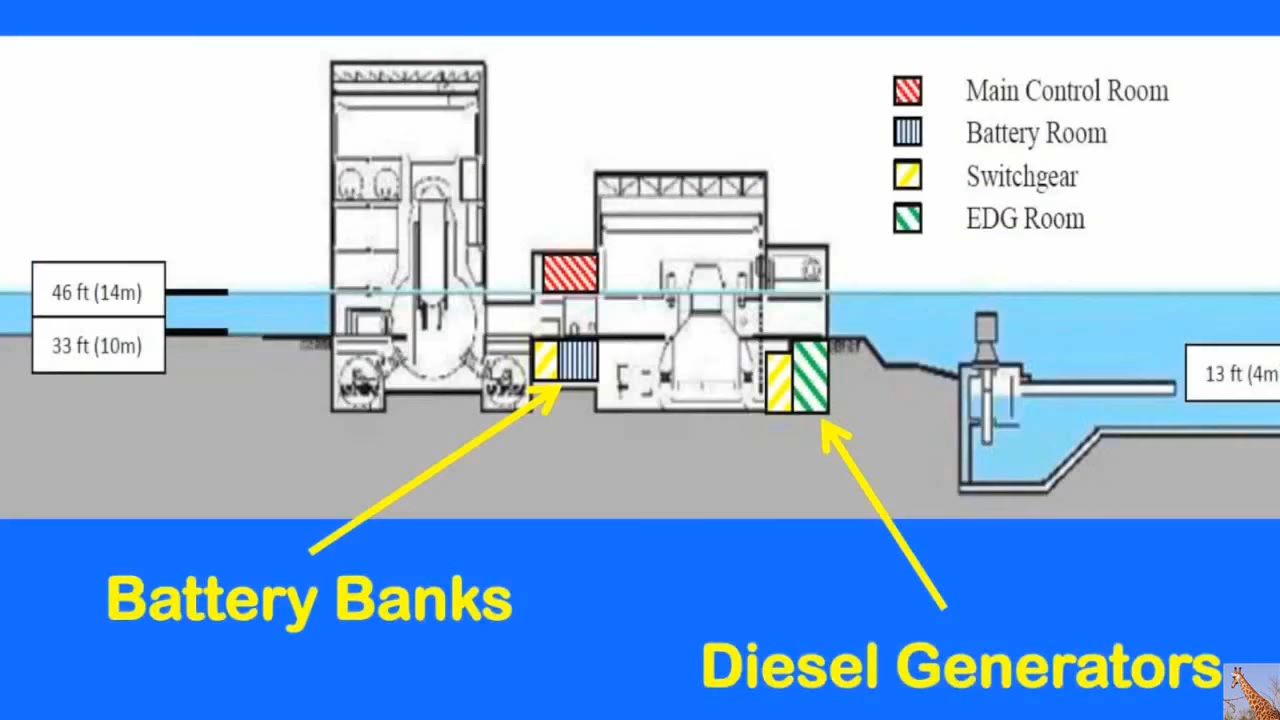 Main Control Room
Battery Room
Switchgear
EDG Room
46 ft (14m)
33 ft (10m)
13 ft (4m
Battery Banks
Diesel Generators